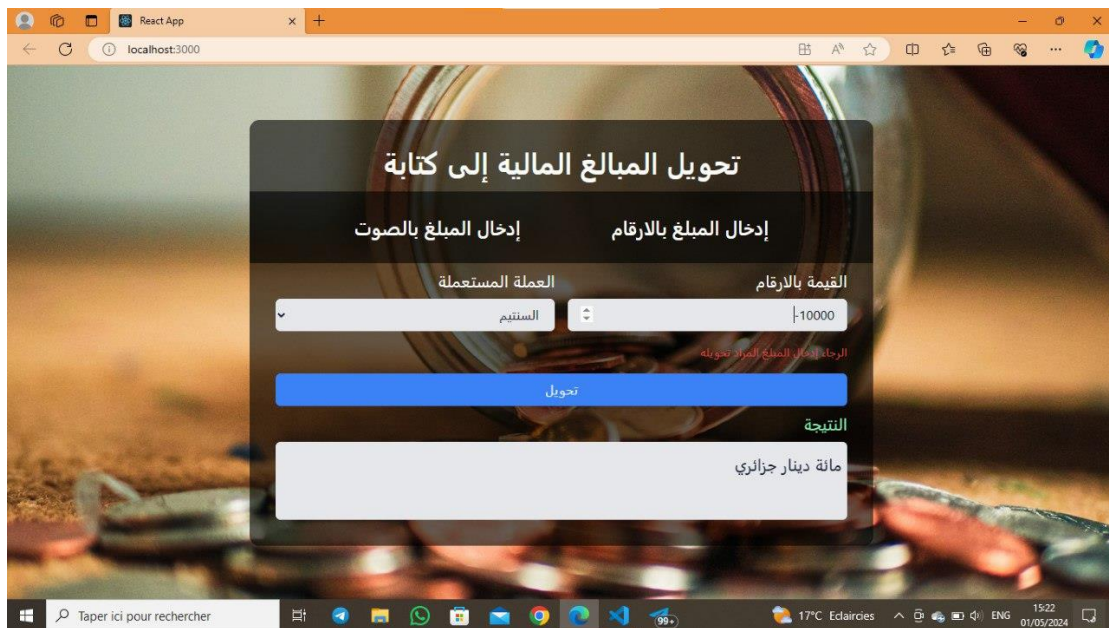 React App
localhost:3000
تحويل المبالغ المالية إلى كتابة
إدخال المبلغ بالارقام إدخال المبلغ بالصوت
القيمة بالارقام العملة المستعملة
-10000 السنتيم
الرجاء إدخال المبلغ المراد تحويله
تحويل
النتيجة
مائة دينار جزائري
Taper ici pour rechercher 99+ 17°C Eclaircies ENG 15:22
01/05/2024